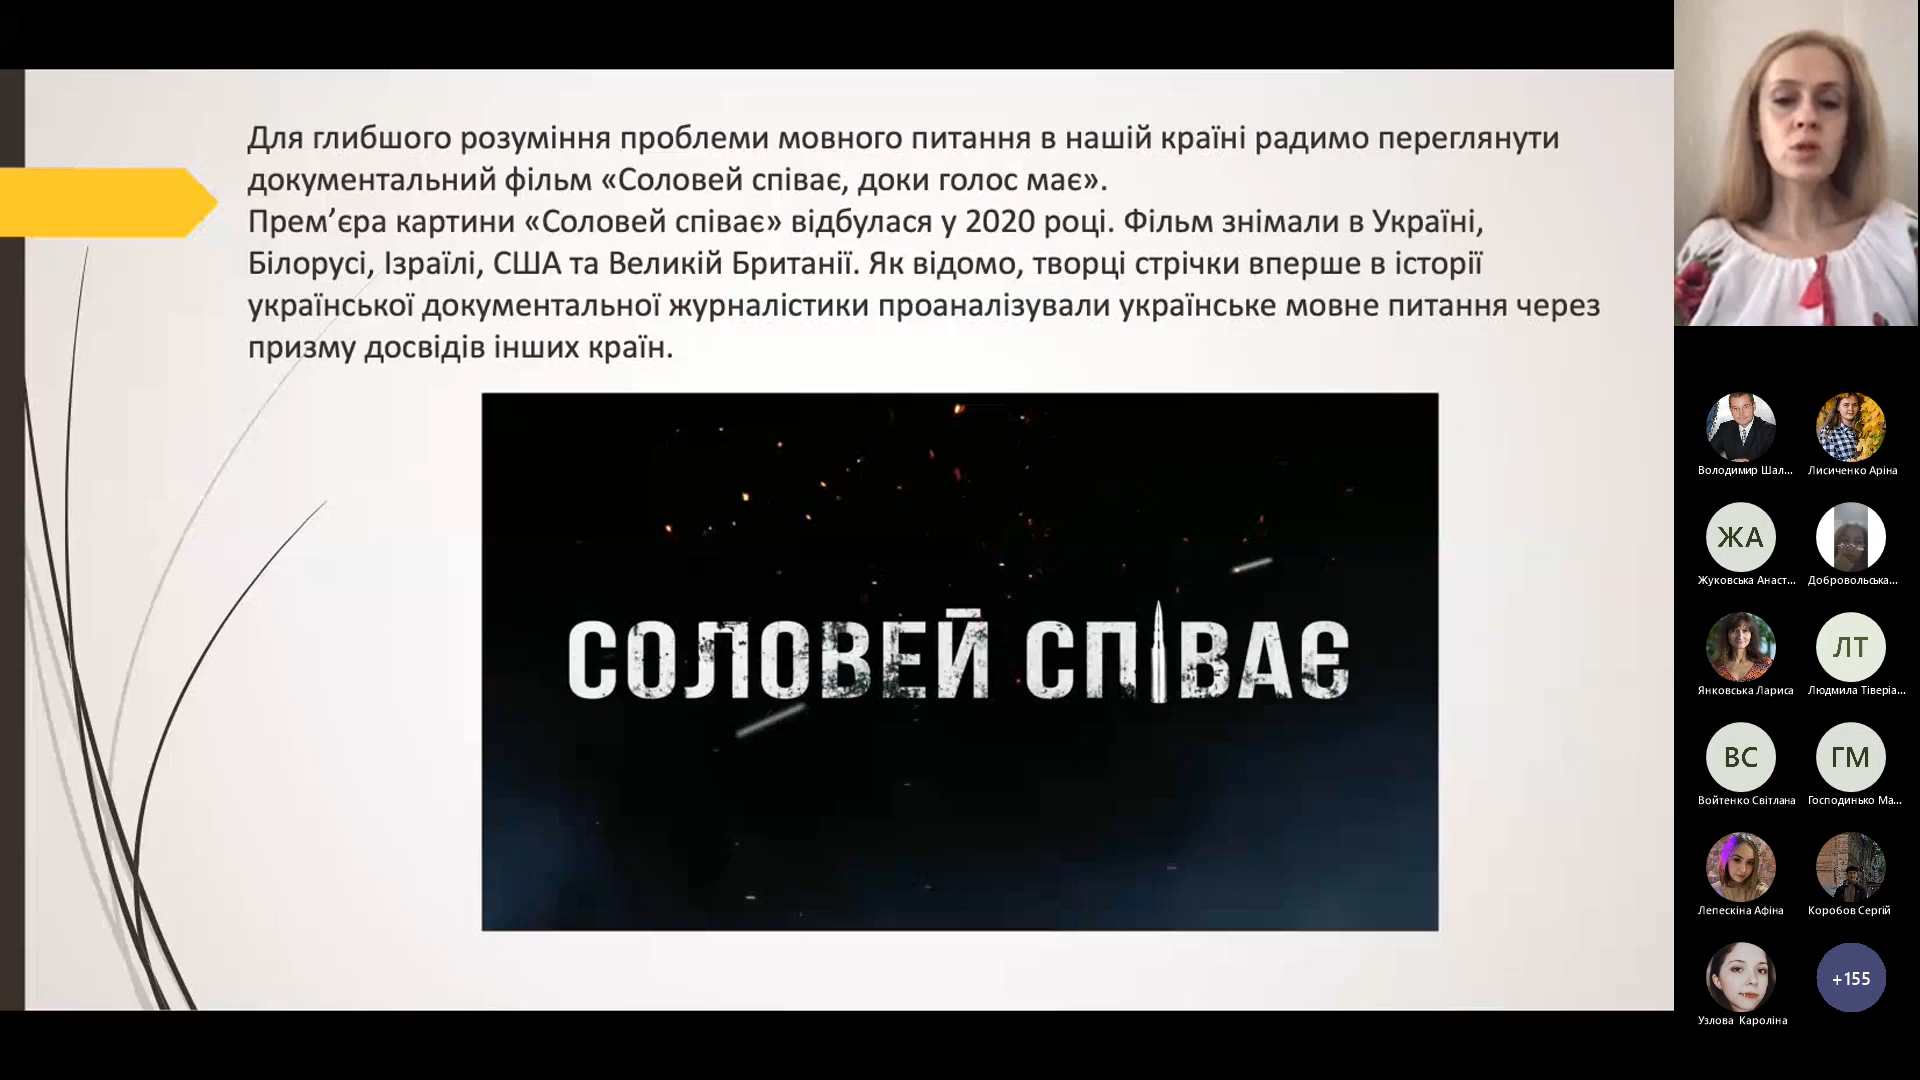 Для глибшого розуміння проблеми мовного питання в нашій країні радимо переглянути
документальний фільм «Соловей співає, доки голос має».
Прем’єра картини «Соловей співає» відбулася у 2020 році. Фільм знімали в Україні,
Білорусі, Ізраїлі, США та Великій Британії. Як відомо, творці стрічки вперше в історії
української документальної журналістики проаналізували українське мовне питання через
призму досвідів інших країн.
СОЛОВЕЙ СПІВАЄ
Володимир Шал...
Лисиченко Аріна
ЖА
Жуковська Анаст...
Добровольська...
Янковська Лариса
ЛТ
Людмила Тіверіа...
ВС
Войтенко Світлана
ГМ
Господинько Ма...
Лепескіна Афіна
Коробов Сергій
Узлова Кароліна
+155